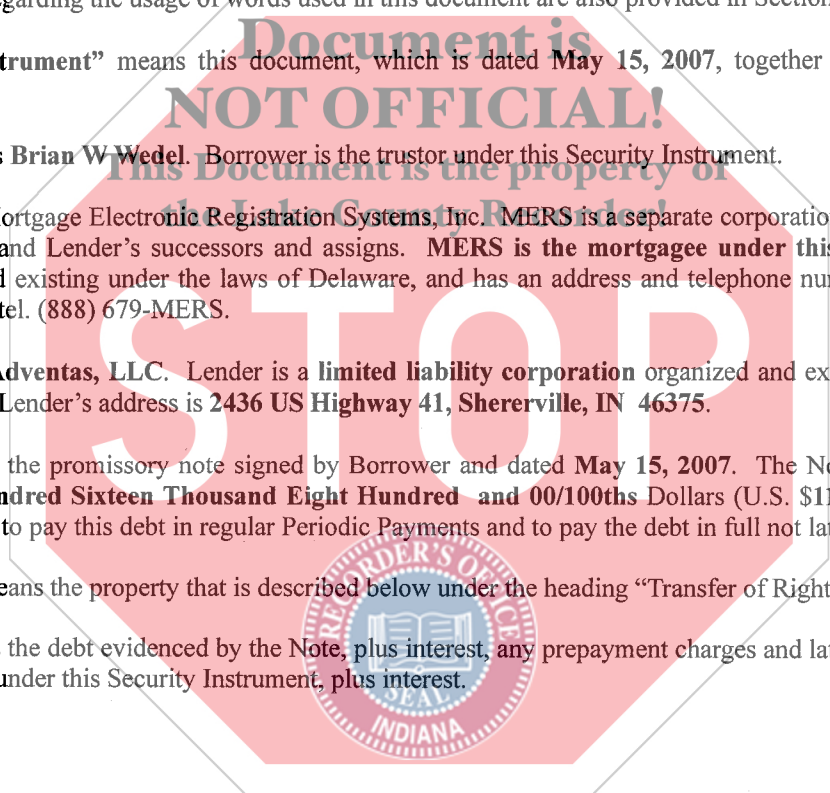 egarding the usage of words used in this document are also provided in Section
Document is
trument” means this document, which is dated May 15, 2007, together
NOT OFFICIAL!
s Brian W Wedel. Borrower is the trustor under this Security Instrument.
This Document is the property of
the Lake County Recorder!
ortgage Electronic Registration Systems, Inc. MERS is a separate corporatio
and Lender’s successors and assigns. MERS is the mortgagee under this
d existing under the laws of Delaware, and has an address and telephone nu
tel. (888) 679-MERS.
STOP
Adventas, LLC. Lender is a limited liability corporation organized and ex
Lender’s address is 2436 US Highway 41, Shererville, IN 46375.
the promissory note signed by Borrower and dated May 15, 2007. The No
ndred Sixteen Thousand Eight Hundred and 00/100ths Dollars (U.S. $11
to pay this debt in regular Periodic Payments and to pay the debt in full not la
eans the property that is described below under the heading “Transfer of Right
the debt evidenced by the Note, plus interest, any prepayment charges and la
under this Security Instrument, plus interest.
RECORDER'S OFFICE
SEAL
INDIANA